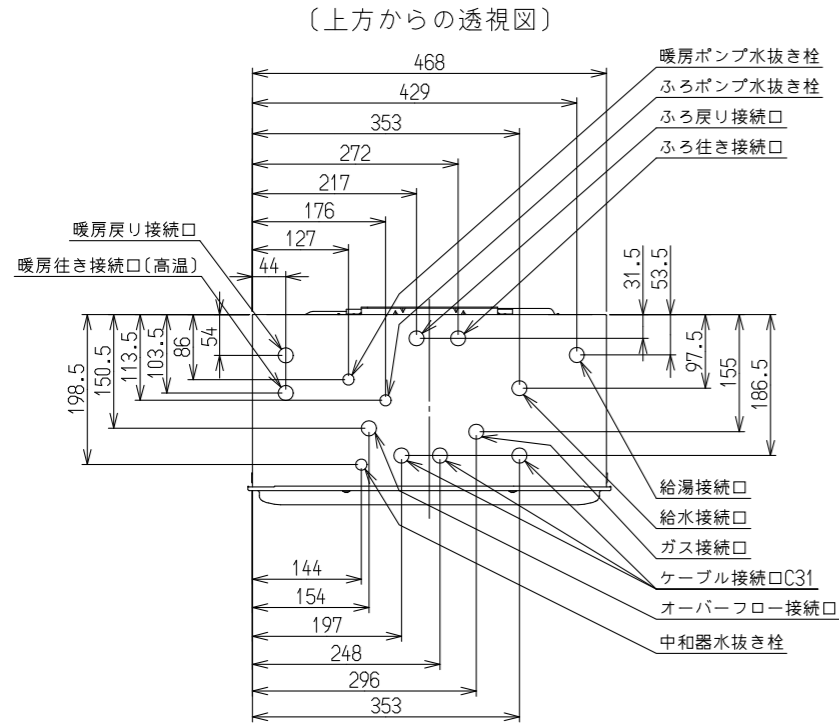 〔上方からの透視図〕
468
429
353
272
217
176
127
44
暖房ポンプ水抜き栓
ふろポンプ水抜き栓
ふろ戻り接続口
ふろ往き接続口
暖房戻り接続口
暖房往き接続口(高温)
31.5
53.5
54
86
103.5
113.5
150.5
198.5
97.5
155
186.5
給湯接続口
給水接続口
ガス接続口
ケーブル接続口C31
オーバーフロー接続口
中和器水抜き栓
144
154
197
248
296
353